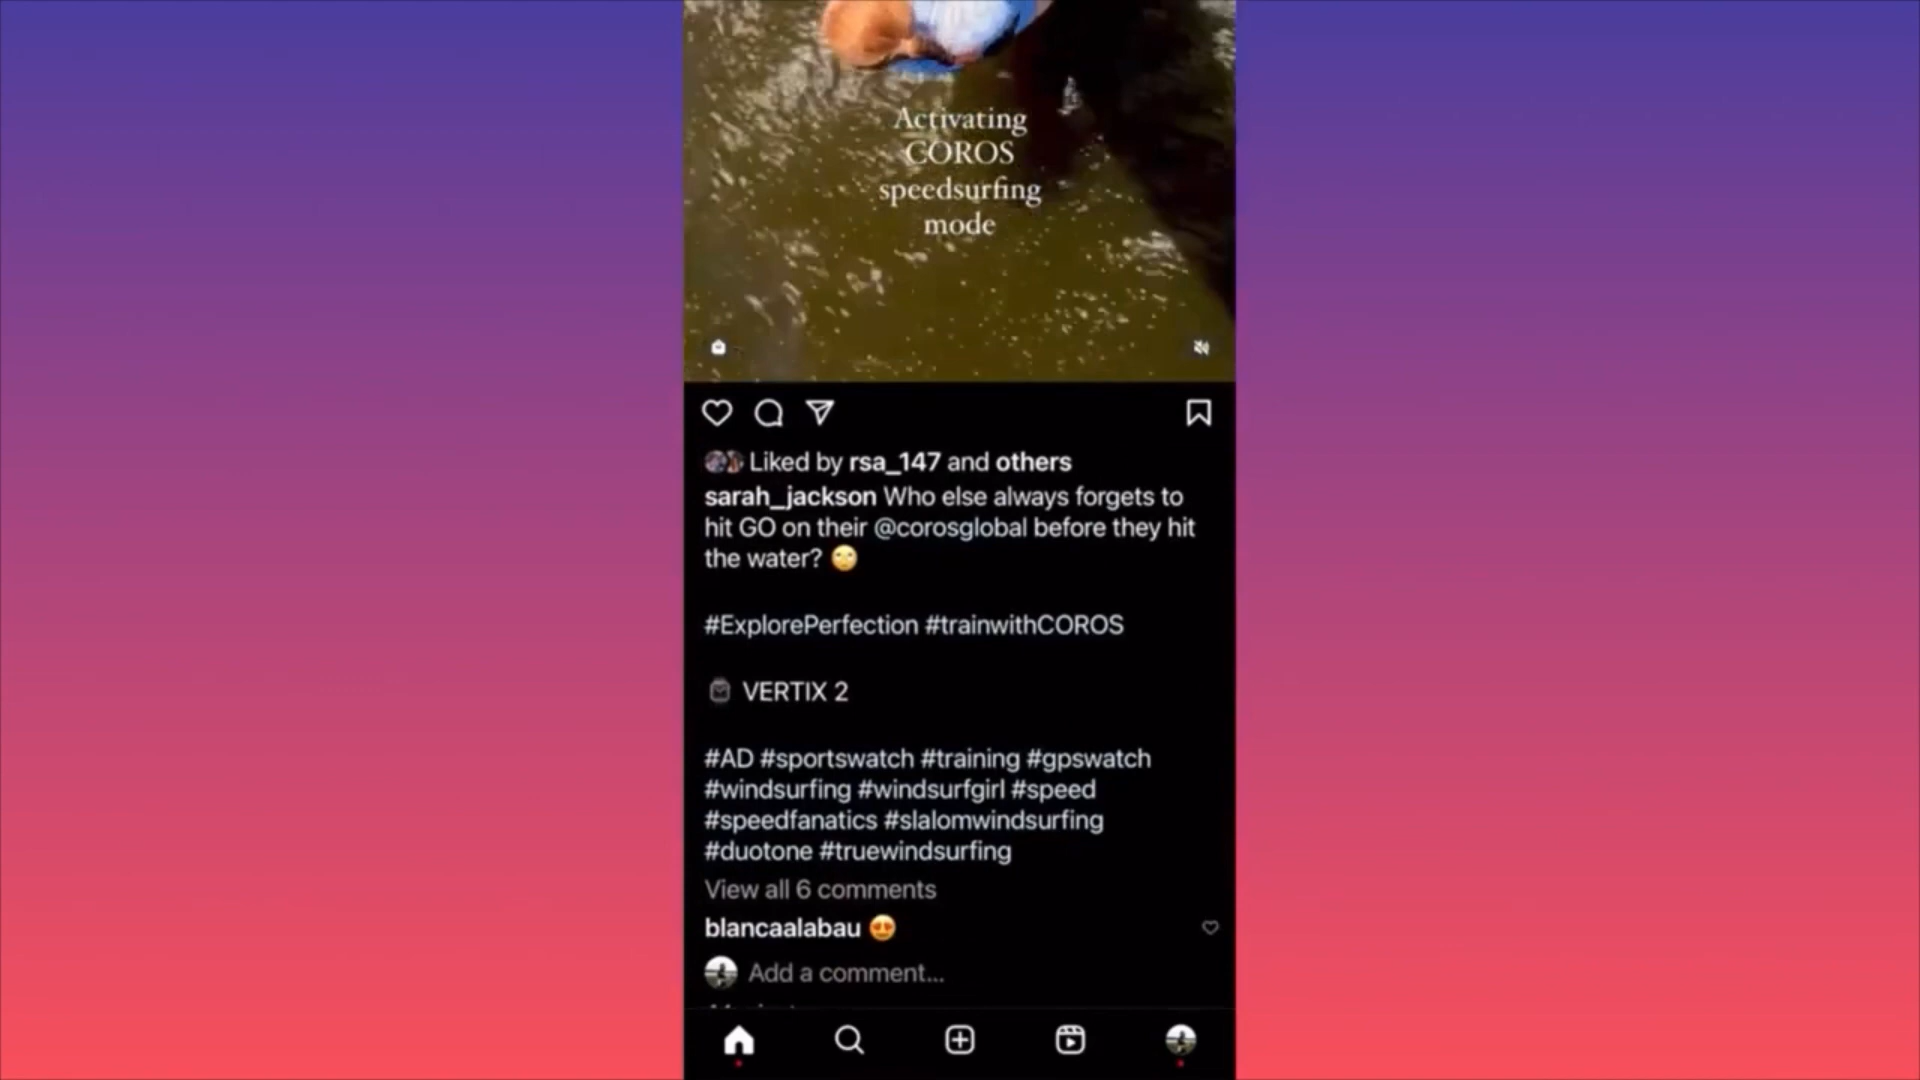 Activating
COROS
speedsurfing
mode
Liked by rsa_147 and others
sarah_jackson Who else always forgets to
hit GO on their @corosglobal before they hit
the water? 🙄
#ExplorePerfection #trainwithCOROS
VERTIX 2
#AD #sportswatch #training #gpswatch
#windsurfing #windsurfgirl #speed
#speedfanatics #slalomwindsurfing
#duotone #truewindsurfing
View all 6 comments
blancaalabau 😍
Add a comment...